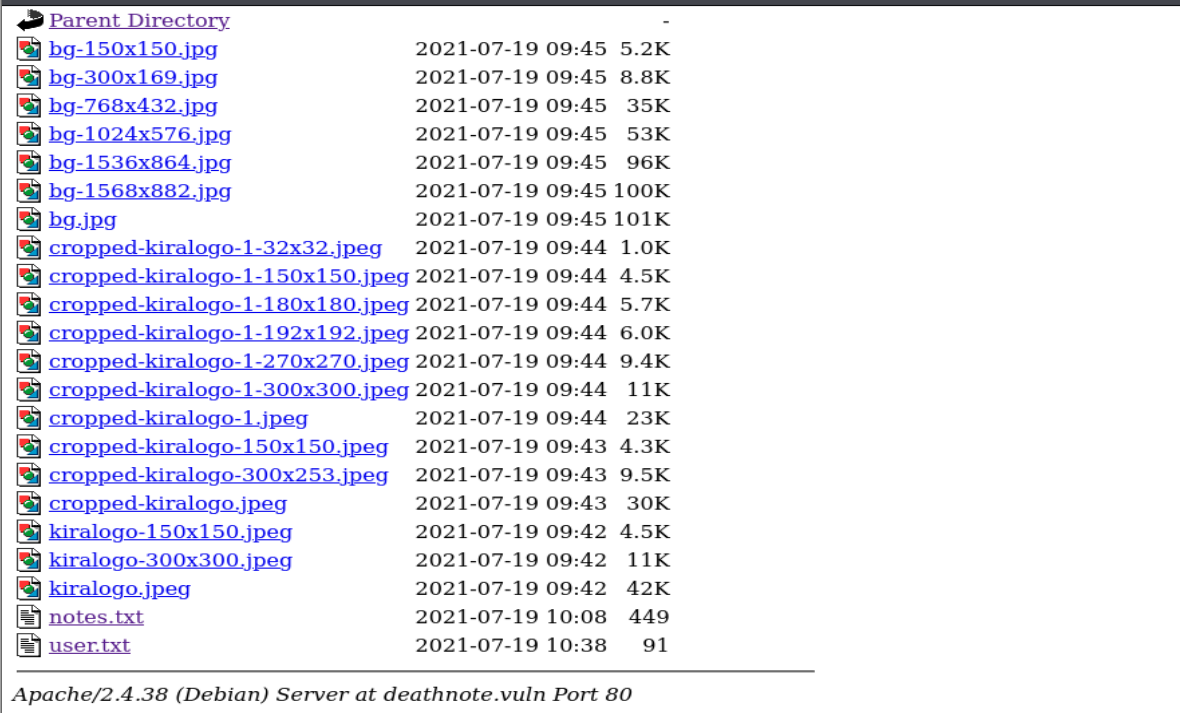 Parent Directory -
bg-150x150.jpg 2021-07-19 09:45 5.2K
bg-300x169.jpg 2021-07-19 09:45 8.8K
bg-768x432.jpg 2021-07-19 09:45 35K
bg-1024x576.jpg 2021-07-19 09:45 53K
bg-1536x864.jpg 2021-07-19 09:45 96K
bg-1568x882.jpg 2021-07-19 09:45 100K
bg.jpg 2021-07-19 09:45 101K
cropped-kiralogo-1-32x32.jpeg 2021-07-19 09:44 1.0K
cropped-kiralogo-1-150x150.jpeg 2021-07-19 09:44 4.5K
cropped-kiralogo-1-180x180.jpeg 2021-07-19 09:44 5.7K
cropped-kiralogo-1-192x192.jpeg 2021-07-19 09:44 6.0K
cropped-kiralogo-1-270x270.jpeg 2021-07-19 09:44 9.4K
cropped-kiralogo-1-300x300.jpeg 2021-07-19 09:44 11K
cropped-kiralogo-1.jpeg 2021-07-19 09:44 23K
cropped-kiralogo-150x150.jpeg 2021-07-19 09:43 4.3K
cropped-kiralogo-300x253.jpeg 2021-07-19 09:43 9.5K
cropped-kiralogo.jpeg 2021-07-19 09:43 30K
kiralogo-150x150.jpeg 2021-07-19 09:42 4.5K
kiralogo-300x300.jpeg 2021-07-19 09:42 11K
kiralogo.jpeg 2021-07-19 09:42 42K
notes.txt 2021-07-19 10:08 449
user.txt 2021-07-19 10:38 91
Apache/2.4.38 (Debian) Server at deathnote.vuln Port 80